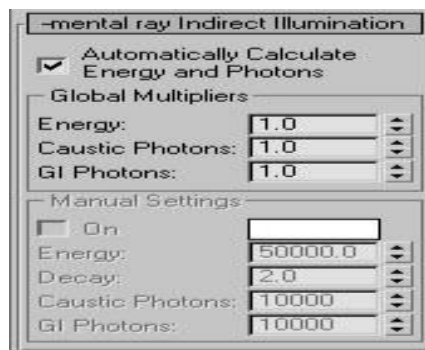 -mental ray Indirect Illumination
Automatically Calculate
Energy and Photons
Global Multipliers
Energy: 1.0
Caustic Photons: 1.0
GI Photons: 1.0
Manual Settings
On
Energy: 50000.0
Decay: 2.0
Caustic Photons: 10000
GI Photons: 10000